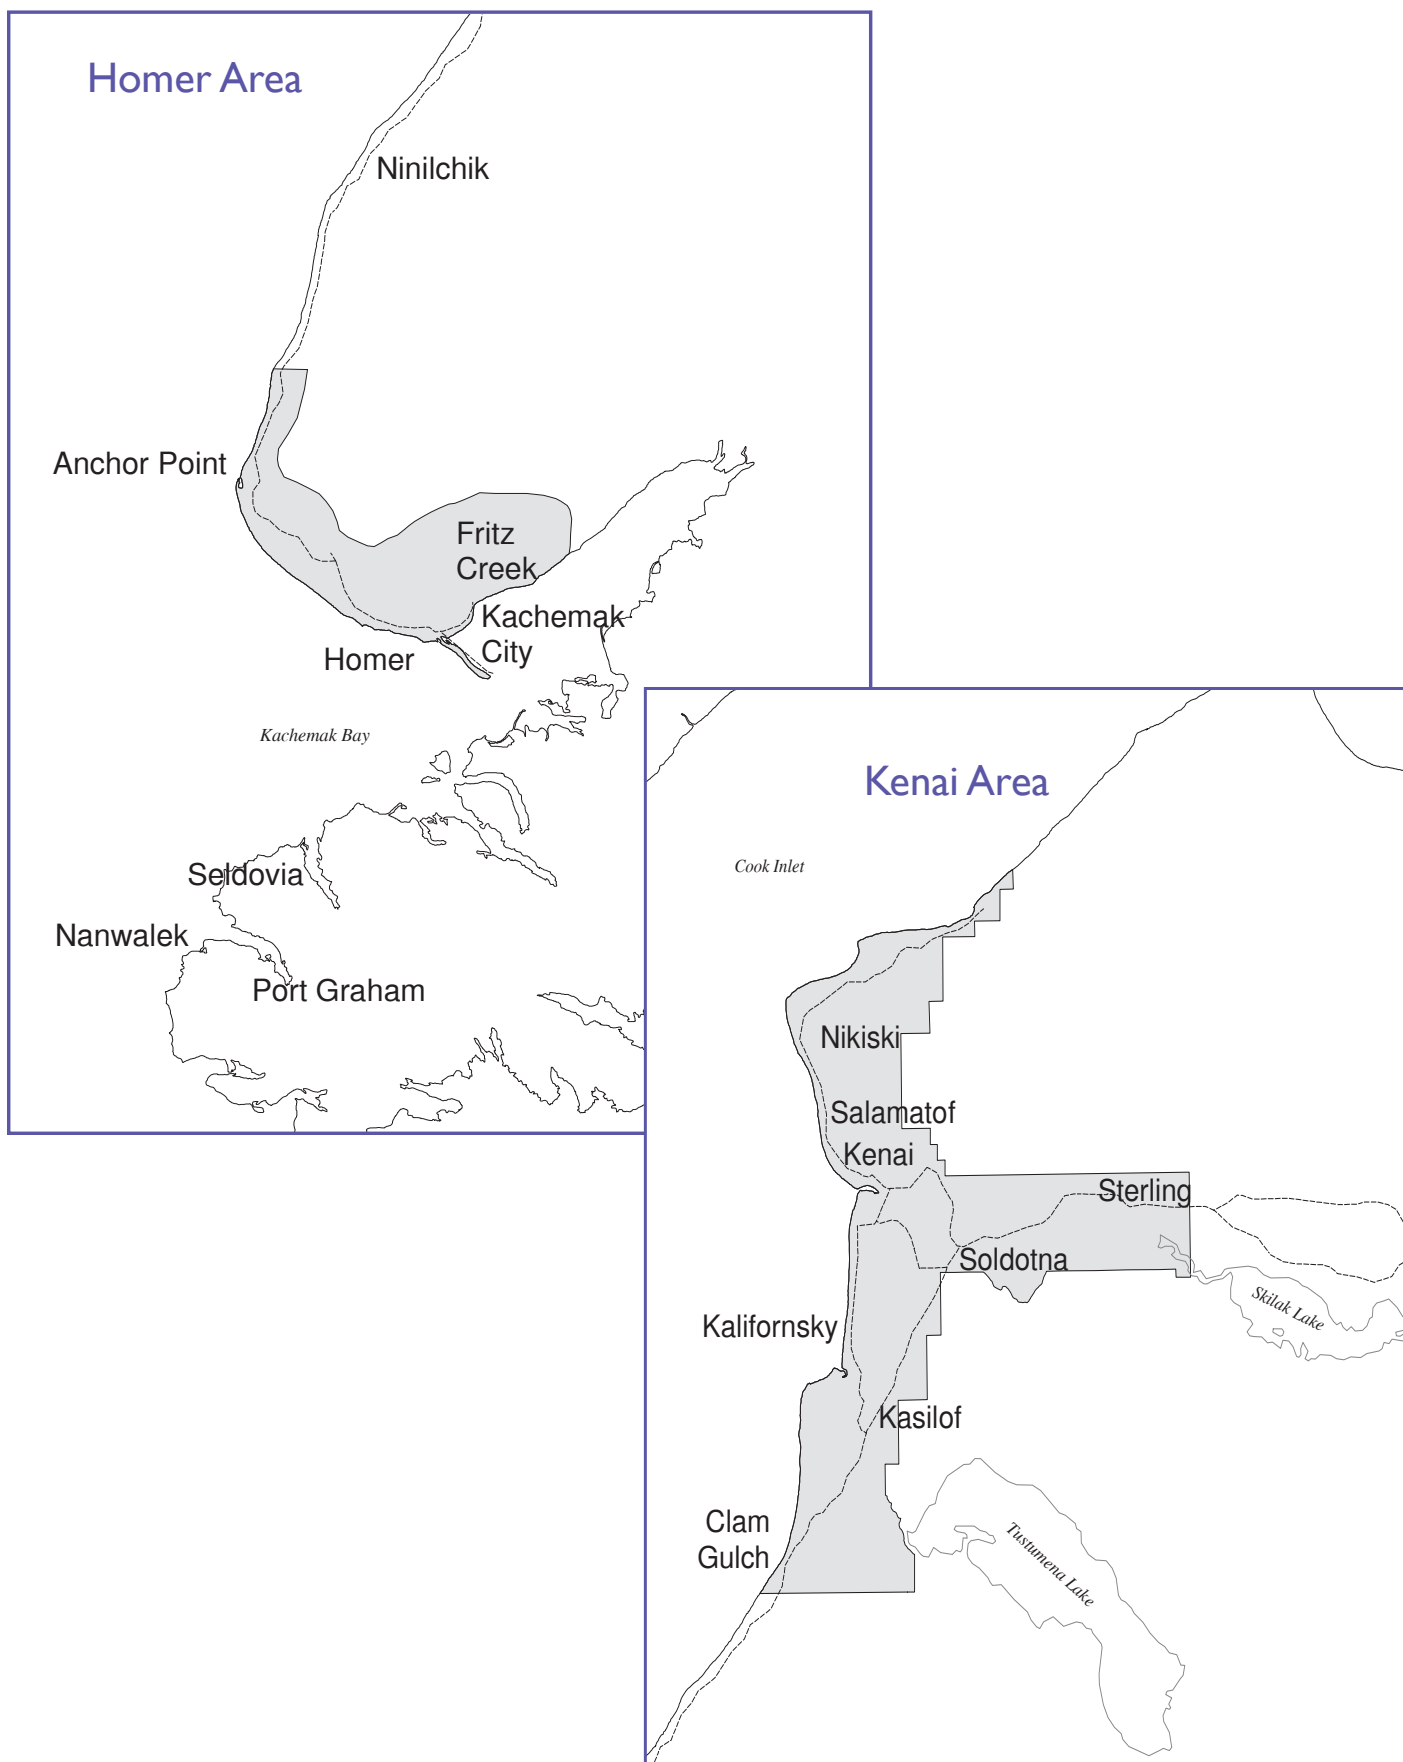 Homer Area
Ninilchik
Anchor Point
Fritz
Creek
Kachemak
City
Homer
Kachemak Bay
Seldovia
Nanwalek
Port Graham
Kenai Area
Cook Inlet
Nikiski
Salamatof
Kenai
Sterling
Soldotna
Skilak Lake
Kalifornsky
Kasilof
Clam
Gulch
Tustumena Lake